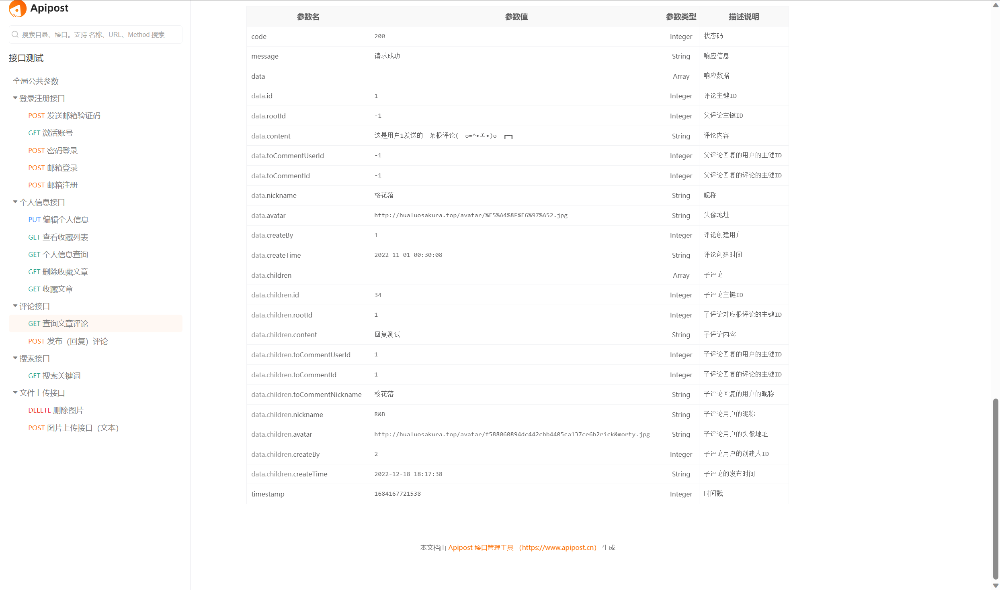 Apipost
搜索目录、接口。支持 名称、URL、Method 搜索
接口测试
全局公共参数
登录注册接口
POST 发送邮箱验证码
GET 激活账号
POST 密码登录
POST 邮箱登录
POST 邮箱注册
个人信息接口
PUT 编辑个人信息
GET 查看收藏列表
GET 个人信息查询
GET 删除收藏文章
GET 收藏文章
评论接口
GET 查询文章评论
POST 发布（回复）评论
搜索接口
GET 搜索关键词
文件上传接口
DELETE 删除图片
POST 图片上传接口（文本）
参数名 参数值 参数类型 描述说明
code 200 Integer 状态码
message 请求成功 String 响应信息
data Array 响应数据
data.id 1 Integer 评论主键ID
data.rootId -1 Integer 父评论主键ID
data.content 这是用户1发送的一条根评论( o=^•ェ•)o ┏━┓ String 评论内容
data.toCommentUserId -1 Integer 父评论回复的用户的主键ID
data.toCommentId -1 Integer 父评论回复的评论的主键ID
data.nickname 桜花落 String 昵称
data.avatar http://hualuosakura.top/avatar/%E5%A4%8F%E6%97%A52.jpg String 头像地址
data.createBy 1 Integer 评论创建用户
data.createTime 2022-11-01 00:30:08 String 评论创建时间
data.children Array 子评论
data.children.id 34 Integer 子评论主键ID
data.children.rootId 1 Integer 子评论对应根评论的主键ID
data.children.content 回复测试 String 子评论内容
data.children.toCommentUserId 1 Integer 子评论回复的用户的主键ID
data.children.toCommentId 1 Integer 子评论回复的评论的主键ID
data.children.toCommentNickname 桜花落 String 子评论回复的用户的昵称
data.children.nickname R&B String 子评论用户的昵称
data.children.avatar http://hualuosakura.top/avatar/f588060894dc442cbb4405ca137ce6b2rick&morty.jpg String 子评论用户的头像地址
data.children.createBy 2 Integer 子评论用户的创建人ID
data.children.createTime 2022-12-18 18:17:38 String 子评论的发布时间
timestamp 1684167721538 Integer 时间戳
本文档由 Apipost 接口管理工具 （https://www.apipost.cn） 生成